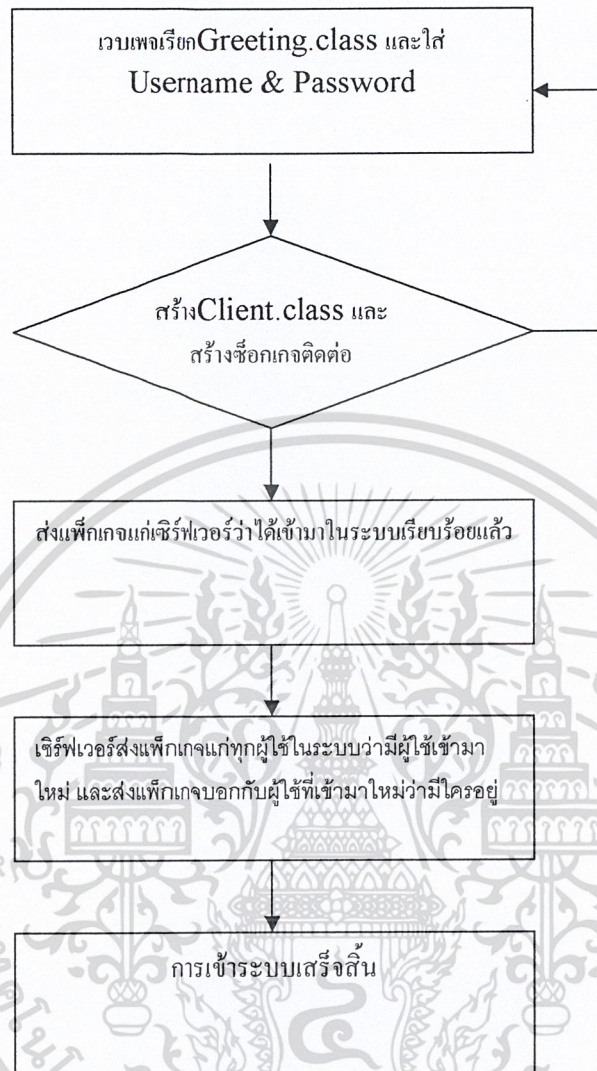 เวบเพจเรียกGreeting.class และใส่
Username & Password
สร้างClient.class และ
สร้างซ็อกเกจติดต่อ
ส่งแพ็กเกจแก่เซิร์ฟเวอร์ว่าได้เข้ามาในระบบเรียบร้อยแล้ว
เซิร์ฟเวอร์ส่งแพ็กเกจแก่ทุกผู้ใช้ในระบบว่ามีผู้ใช้เข้ามา
ใหม่ และส่งแพ็กเกจบอกกับผู้ใช้ที่เข้ามาใหม่ว่ามีใครอยู่
การเข้าระบบเสร็จสิ้น